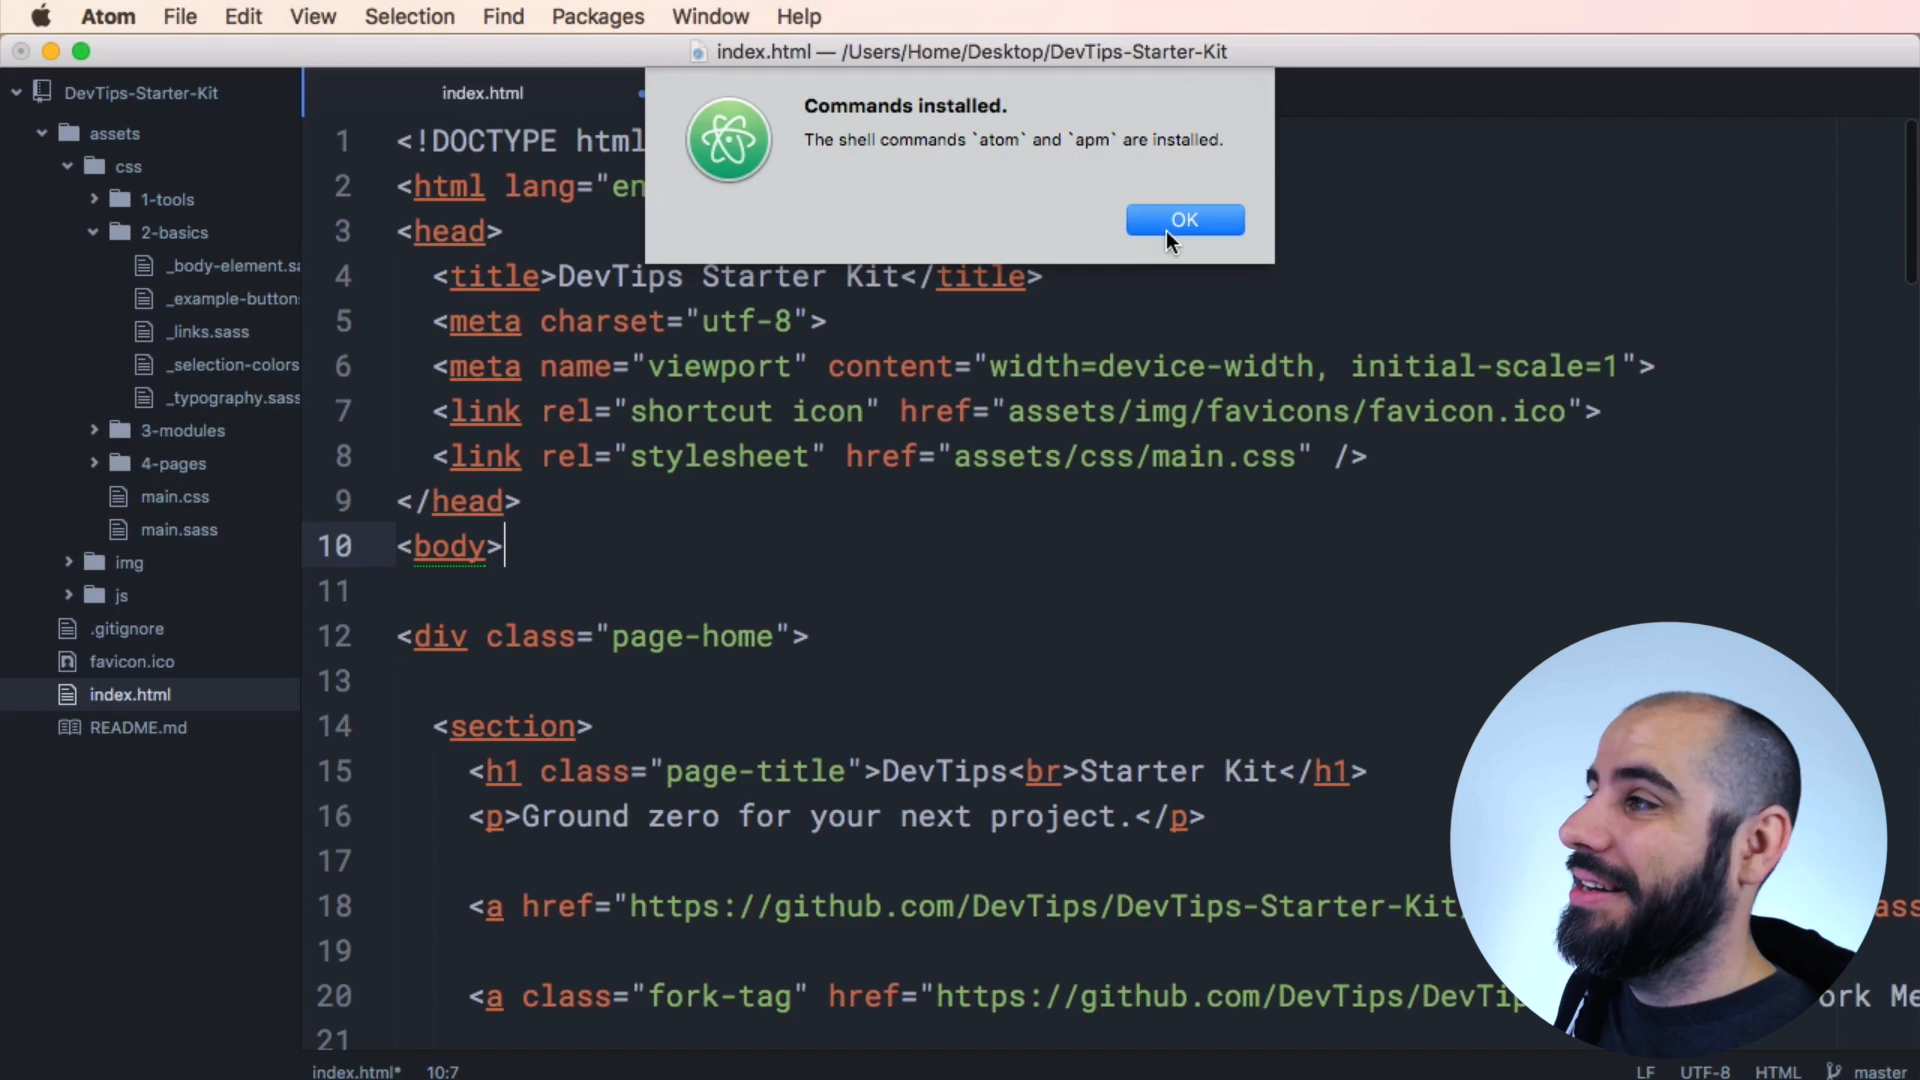 Atom File Edit View Selection Find Packages Window Help
index.html — /Users/Home/Desktop/DevTips-Starter-Kit
DevTips-Starter-Kit
assets
css
1-tools
2-basics
_body-element.sa
_example-button
_links.sass
_selection-colors
_typography.sass
3-modules
4-pages
main.css
main.sass
img
js
.gitignore
favicon.ico
index.html
README.md
index.html
Commands installed.
The shell commands `atom` and `apm` are installed.
OK
1 <!DOCTYPE html
2 <html lang="en
3 <head>
4 <title>DevTips Starter Kit</title>
5 <meta charset="utf-8">
6 <meta name="viewport" content="width=device-width, initial-scale=1">
7 <link rel="shortcut icon" href="assets/img/favicons/favicon.ico">
8 <link rel="stylesheet" href="assets/css/main.css" />
9 </head>
10 <body>
11
12 <div class="page-home">
13
14 <section>
15 <h1 class="page-title">DevTips<br>Starter Kit</h1>
16 <p>Ground zero for your next project.</p>
17
18 <a href="https://github.com/DevTips/DevTips-Starter-Kit/ ass
19
20 <a class="fork-tag" href="https://github.com/DevTips/DevTip ork Me
21
index.html* 10:7 LF UTF-8 HTML master